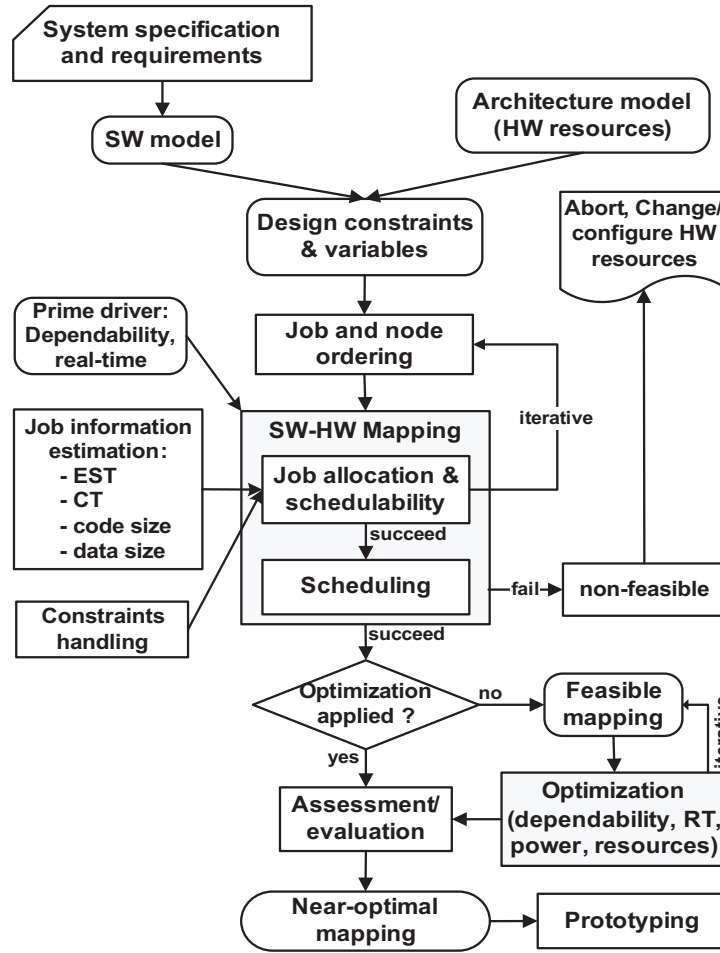 System specification
and requirements
Architecture model
(HW resources)
SW model
Design constraints
& variables
Abort, Change/
configure HW
resources
Prime driver:
Dependability,
real-time
Job and node
ordering
iterative
Job information
estimation:
- EST
- CT
- code size
- data size
SW-HW Mapping
Job allocation &
schedulability
succeed
Scheduling
fail
non-feasible
Constraints
handling
succeed
Optimization
applied ?
no
Feasible
mapping
iterative
yes
Assessment/
evaluation
Optimization
(dependability, RT,
power, resources)
Near-optimal
mapping
Prototyping